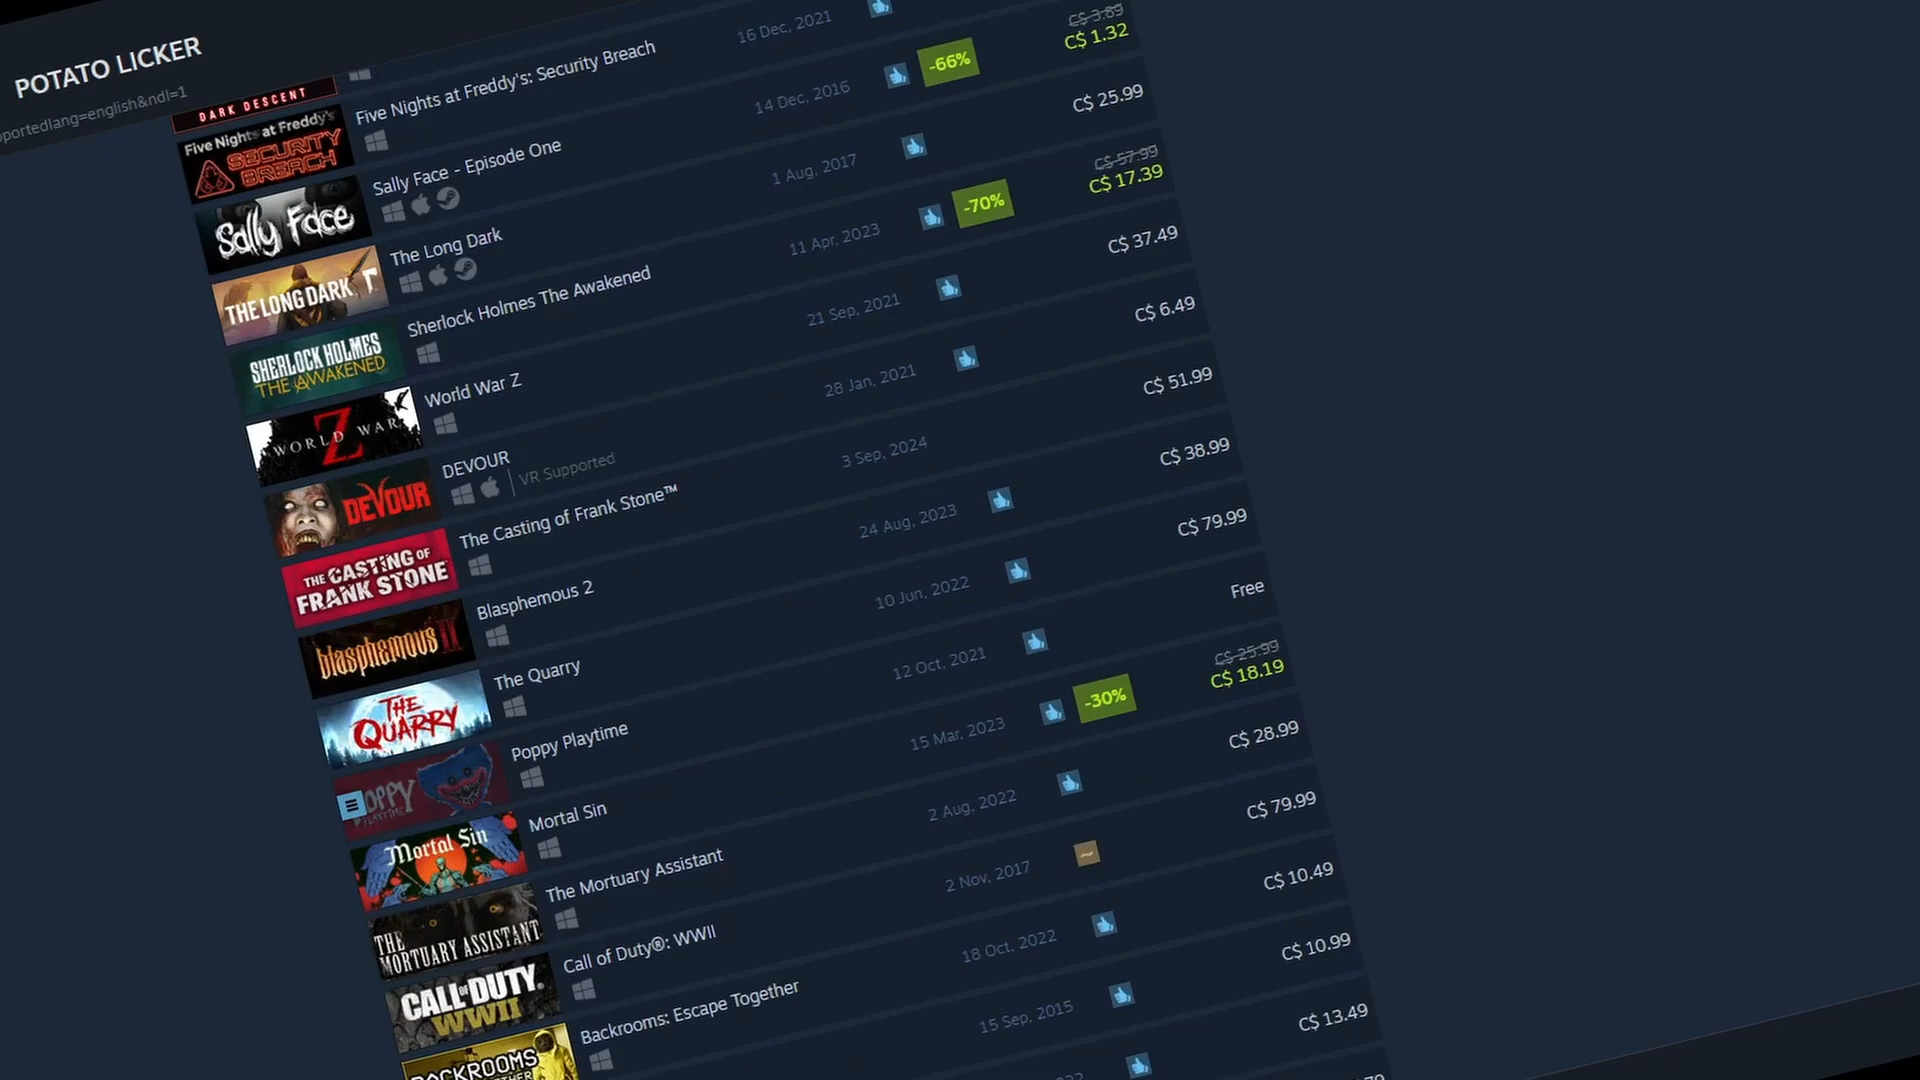 POTATO LICKER
portedlang=english&ndl=1
DARK DESCENT
Five Nights at Freddy's
SECURITY BREACH
Five Nights at Freddy's: Security Breach
16 Dec, 2021
Sally Face
Sally Face - Episode One
14 Dec, 2016
-66%
C$ 3.89
C$ 1.32
THE LONG DARK
The Long Dark
1 Aug, 2017
C$ 25.99
SHERLOCK HOLMES
THE AWAKENED
Sherlock Holmes The Awakened
11 Apr, 2023
-70%
C$ 57.99
C$ 17.39
WORLD WAR Z
World War Z
21 Sep, 2021
C$ 37.49
DEVOUR
DEVOUR
VR Supported
28 Jan, 2021
C$ 6.49
THE CASTING OF
FRANK STONE
The Casting of Frank Stone™
3 Sep, 2024
C$ 51.99
blasphemous II
Blasphemous 2
24 Aug, 2023
C$ 38.99
THE
QUARRY
The Quarry
10 Jun, 2022
C$ 79.99
OPPY
PLAYTIME
Poppy Playtime
12 Oct, 2021
Free
Mortal Sin
Mortal Sin
15 Mar, 2023
-30%
C$ 25.99
C$ 18.19
THE
MORTUARY ASSISTANT
The Mortuary Assistant
2 Aug, 2022
C$ 28.99
CALL OF DUTY.
WWII
Call of Duty®: WWII
2 Nov, 2017
C$ 79.99
BACKROOMS
Backrooms: Escape Together
18 Oct, 2022
C$ 10.49
15 Sep, 2015
C$ 10.99
C$ 13.49